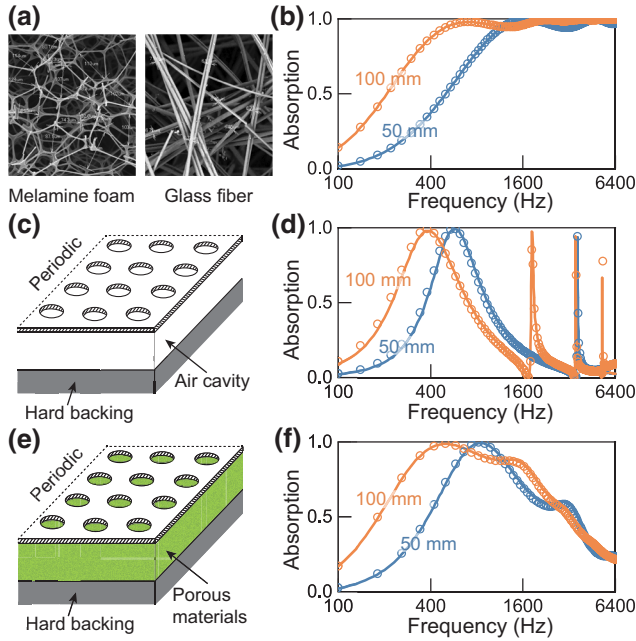 (a)
Melamine foam
Glass fiber
(b)
Absorption
1.0
0.5
0.0
100 mm
50 mm
100
400
1600
6400
Frequency (Hz)
(c)
Periodic
Air cavity
Hard backing
(d)
Absorption
1.0
0.5
0.0
100 mm
50 mm
100
400
1600
6400
Frequency (Hz)
(e)
Periodic
Hard backing
Porous
materials
(f)
Absorption
1.0
0.5
0.0
100 mm
50 mm
100
400
1600
6400
Frequency (Hz)